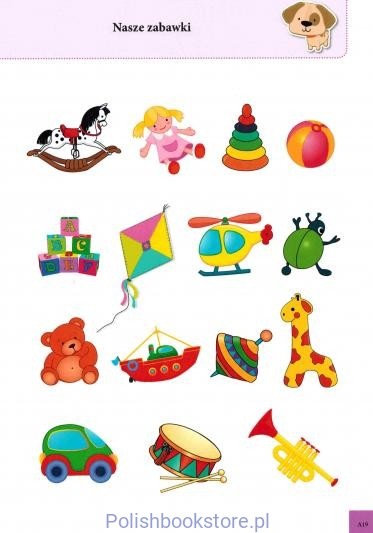 Nasze zabawki
A
B C
D E F
A19
Polishbookstore.pl